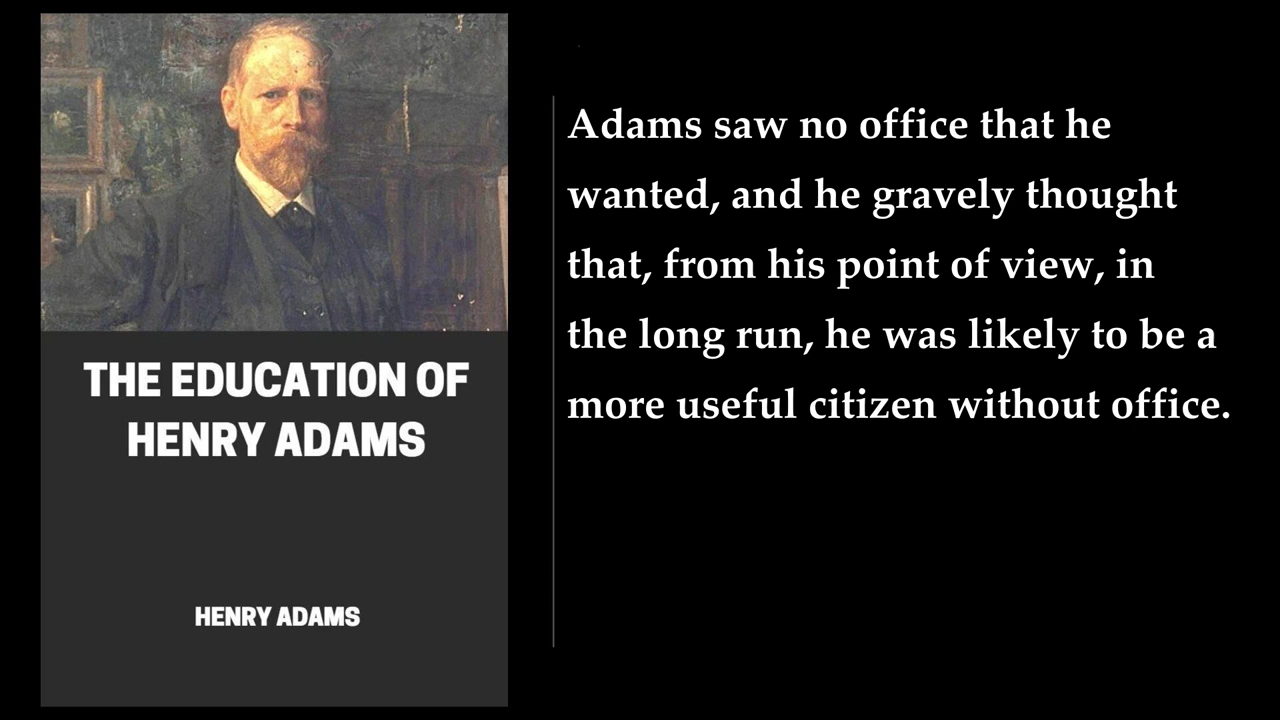 THE EDUCATION OF
HENRY ADAMS
HENRY ADAMS
Adams saw no office that he
wanted, and he gravely thought
that, from his point of view, in
the long run, he was likely to be a
more useful citizen without office.